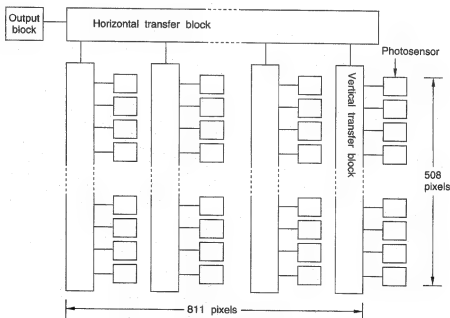 Output
block
Horizontal transfer block
Photosensor
Vertical transfer block
508
pixels
811 pixels